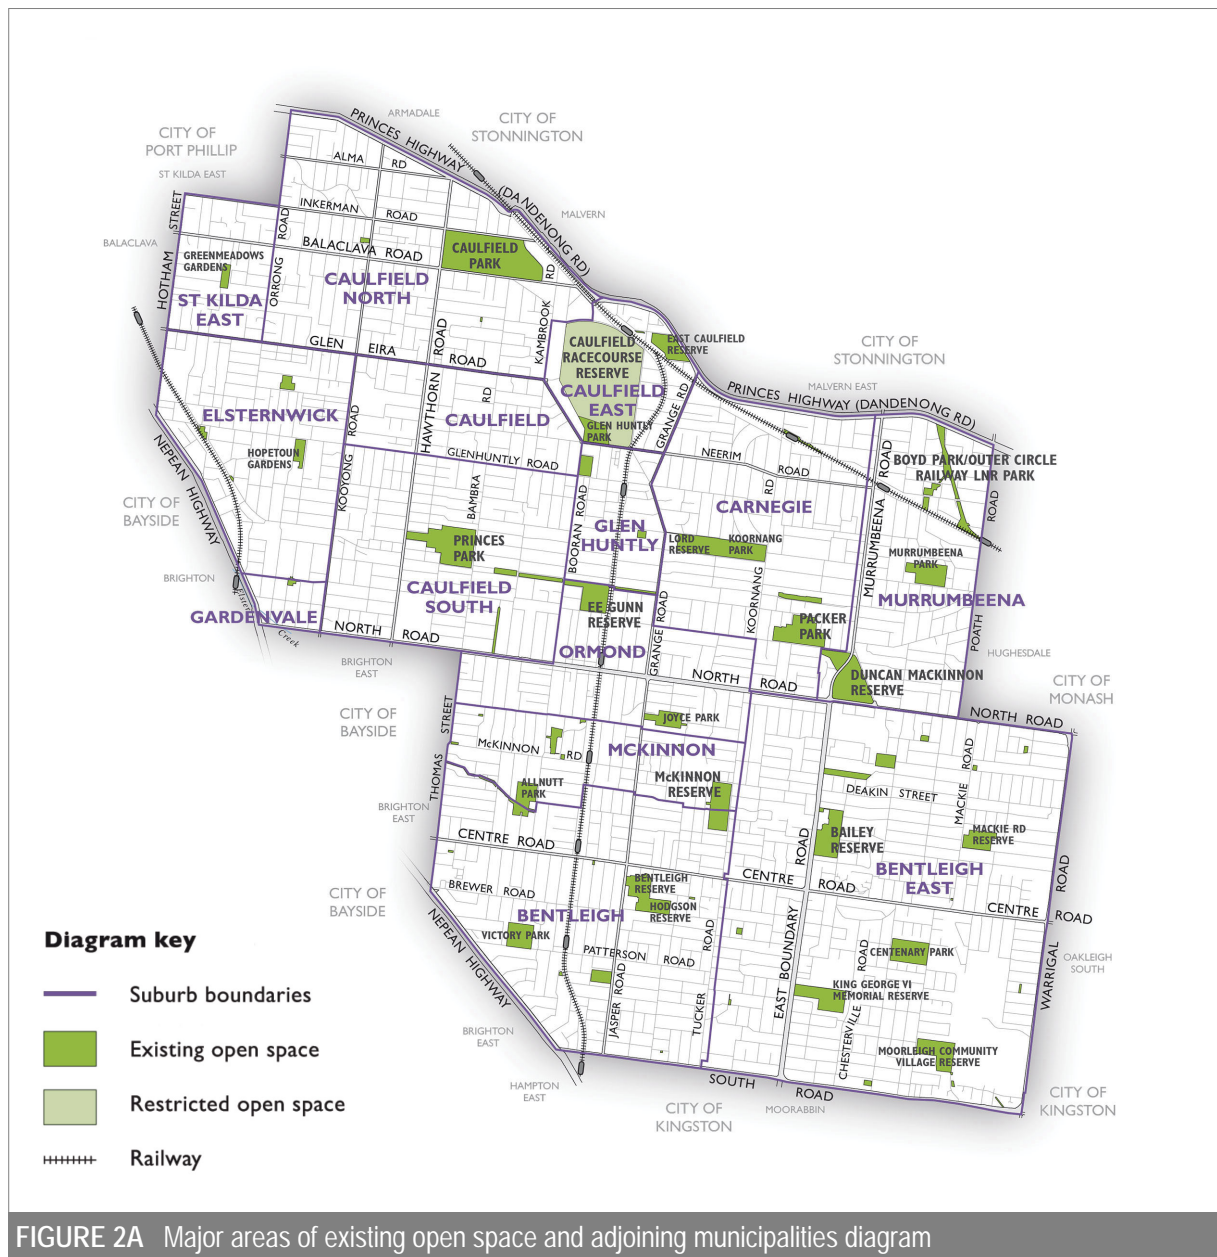 ARMADALE
CITY OF
STONNINGTON
CITY OF
PORT PHILLIP
ST KILDA EAST
PRINCES HIGHWAY
(DANDENONG RD)
MALVERN
ALMA RD
INKERMAN ROAD
BALACLAVA ROAD
BALACLAVA
HOTHAM STREET
ORRONG ROAD
GREENMEADOWS
GARDENS
ST KILDA
EAST
CAULFIELD
NORTH
CAULFIELD
PARK
KAMBROOK RD
GLEN EIRA ROAD
HAWTHORN ROAD
CAULFIELD
RACECOURSE
RESERVE
CAULFIELD
EAST
GLEN HUNTLY
PARK
EAST CAULFIELD
RESERVE
GRANGE RD
CITY OF
STONNINGTON
MALVERN EAST
PRINCES HIGHWAY (DANDENONG RD)
ELSTERNWICK
CAULFIELD
RD
BAMBRA
KOOYONG ROAD
HOPETOUN
GARDENS
GLENHUNTLY ROAD
NEPEAN HIGHWAY
CITY OF
BAYSIDE
NEERIM ROAD
BOYD PARK/OUTER CIRCLE
RAILWAY LNR PARK
CARNEGIE
RD
KOORNANG
MURRUMBEENA ROAD
BOORAN ROAD
GLEN
HUNTLY
LORD
RESERVE
KOORNANG
PARK
PRINCES
PARK
CAULFIELD
SOUTH
MURRUMBEENA
PARK
MURRUMBEENA
POATH ROAD
BRIGHTON
Elster
Creek
GARDENVALE
EE GUNN
RESERVE
ORMOND
GRANGE ROAD
PACKER
PARK
DUNCAN MACKINNON
RESERVE
HUGHESDALE
CITY OF
MONASH
NORTH ROAD
BRIGHTON
EAST
NORTH ROAD
NORTH ROAD
CITY OF
BAYSIDE
THOMAS STREET
JOYCE PARK
McKINNON RD
MCKINNON
McKINNON
RESERVE
ALLNUTT
PARK
BRIGHTON
EAST
DEAKIN STREET
MACKIE ROAD
BAILEY
RESERVE
MACKIE RD
RESERVE
BENTLEIGH
EAST
CENTRE ROAD
CENTRE ROAD
CENTRE ROAD
BREWER ROAD
CITY OF
BAYSIDE
NEPEAN HIGHWAY
BENTLEIGH
RESERVE
HODGSON
RESERVE
BENTLEIGH
VICTORY PARK
PATTERSON ROAD
JASPER ROAD
TUCKER ROAD
EAST BOUNDARY ROAD
CENTENARY PARK
KING GEORGE VI
MEMORIAL RESERVE
CHESTERVILLE ROAD
MOORLEIGH COMMUNITY
VILLAGE RESERVE
WARRIGAL ROAD
OAKLEIGH
SOUTH
BRIGHTON
EAST
HAMPTON
EAST
SOUTH ROAD
CITY OF
KINGSTON
MOORABBIN
CITY OF
KINGSTON
Diagram key
Suburb boundaries
Existing open space
Restricted open space
Railway
FIGURE 2A Major areas of existing open space and adjoining municipalities diagram